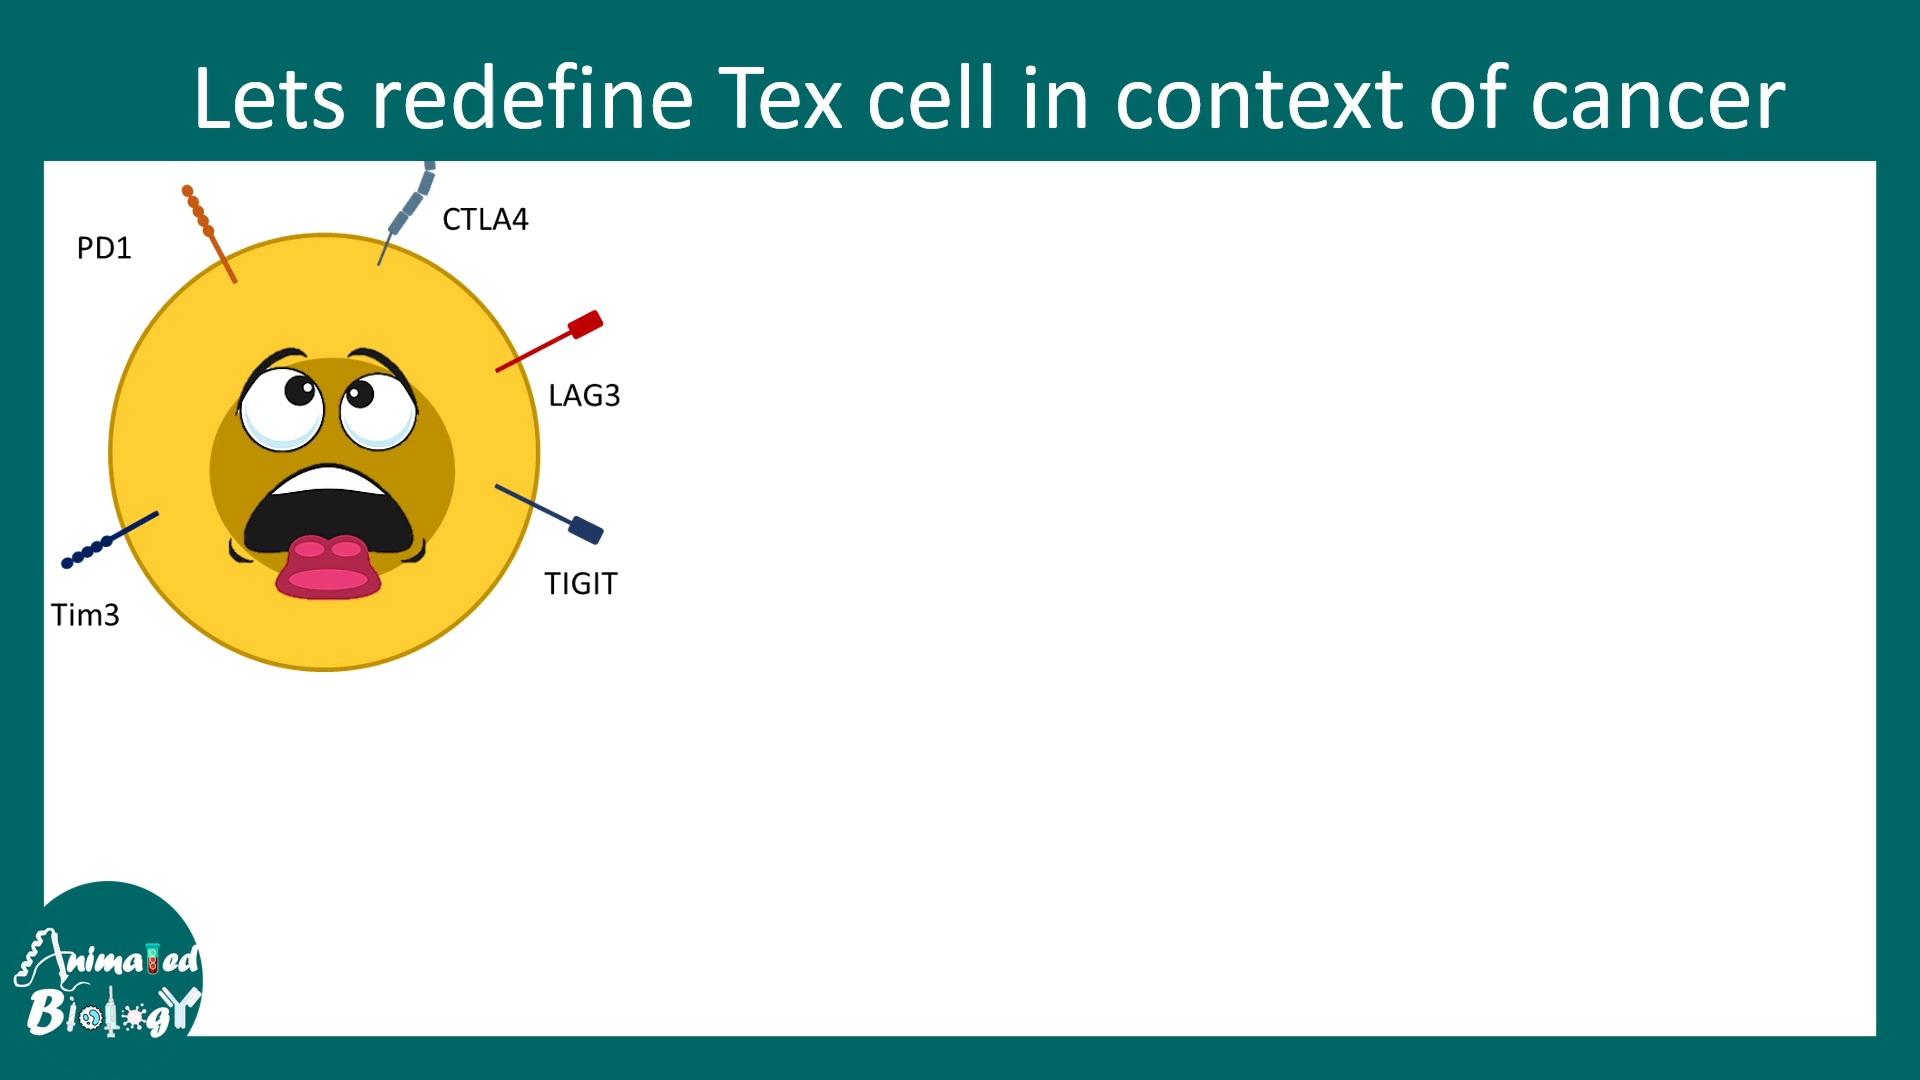 Lets redefine Tex cell in context of cancer
CTLA4
PD1
LAG3
TIGIT
Tim3
Animated
Biology